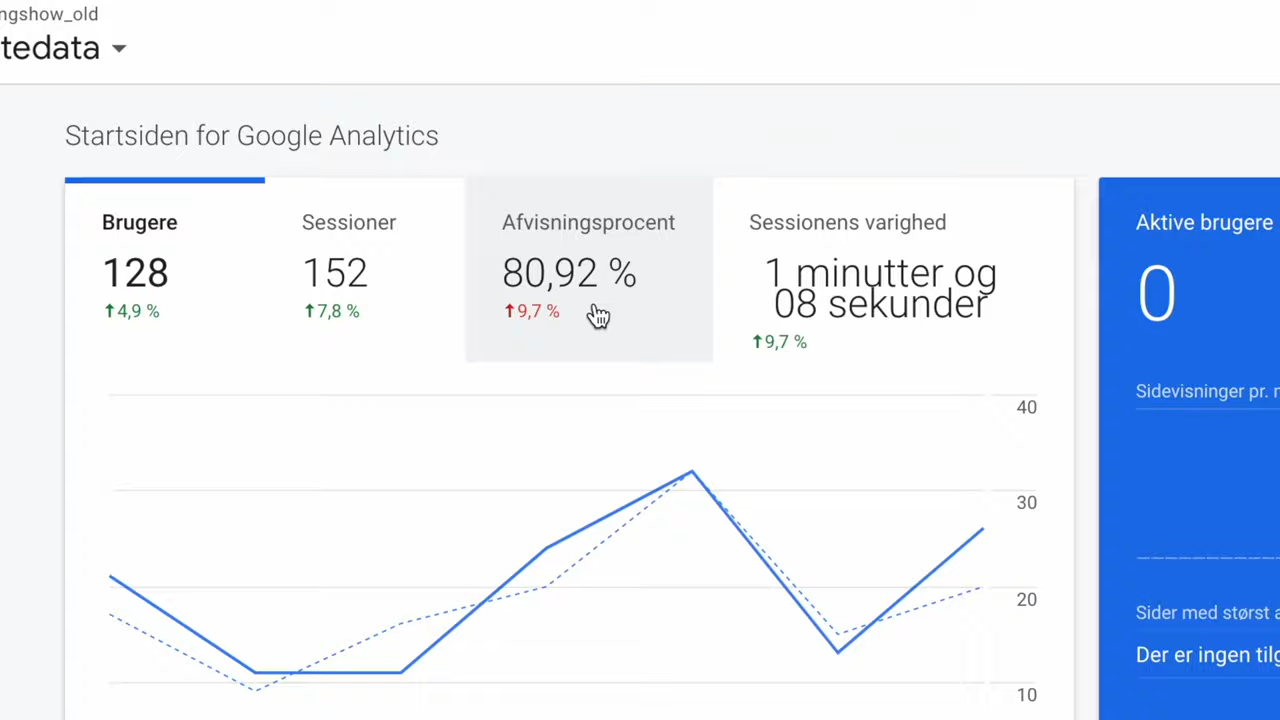 ngshow_old
tedata
Startsiden for Google Analytics
Brugere
128
4,9 %
Sessioner
152
7,8 %
Afvisningsprocent
80,92 %
9,7 %
Sessionens varighed
1 minutter og
08 sekunder
9,7 %
40
30
20
10
Aktive brugere
0
Sidevisninger pr. m
Sider med størst a
Der er ingen tilg